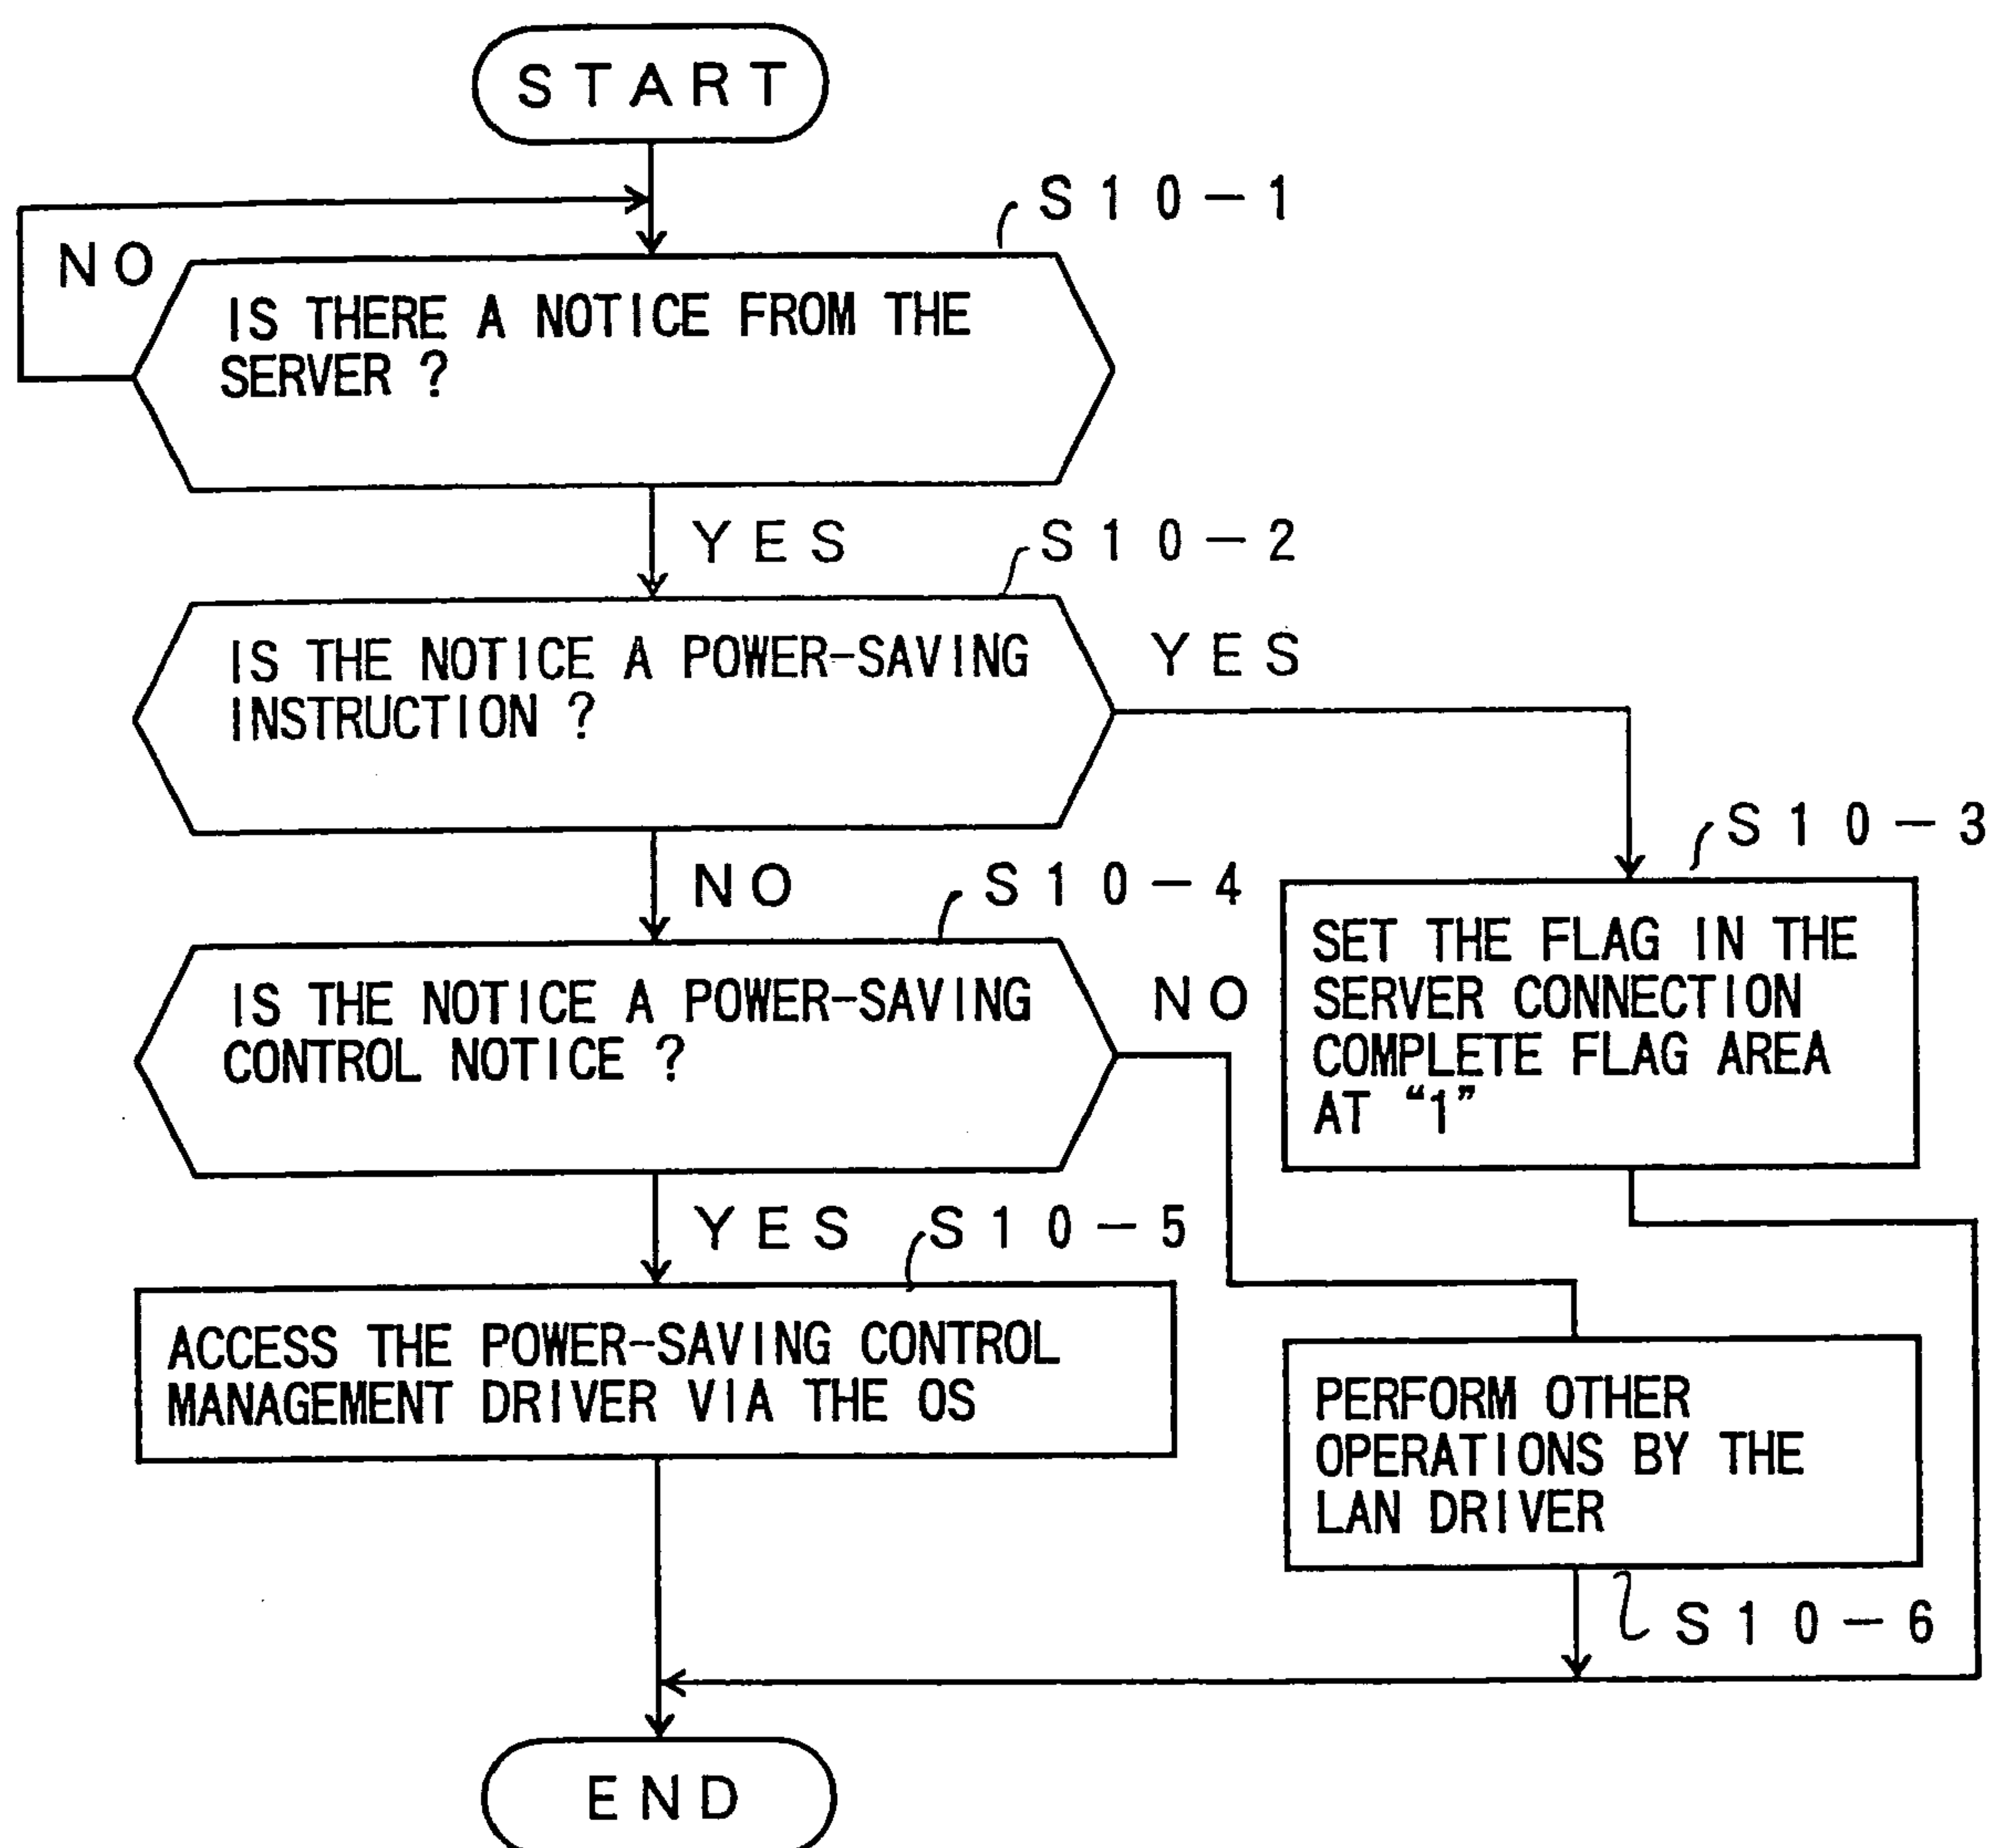 START
S10-1
NO
IS THERE A NOTICE FROM THE
SERVER ?
YES
S10-2
IS THE NOTICE A POWER-SAVING
INSTRUCTION ?
YES
NO
S10-4
S10-3
SET THE FLAG IN THE
SERVER CONNECTION
COMPLETE FLAG AREA
AT “1”
IS THE NOTICE A POWER-SAVING
CONTROL NOTICE ?
NO
YES
S10-5
ACCESS THE POWER-SAVING CONTROL
MANAGEMENT DRIVER VIA THE OS
PERFORM OTHER
OPERATIONS BY THE
LAN DRIVER
S10-6
END